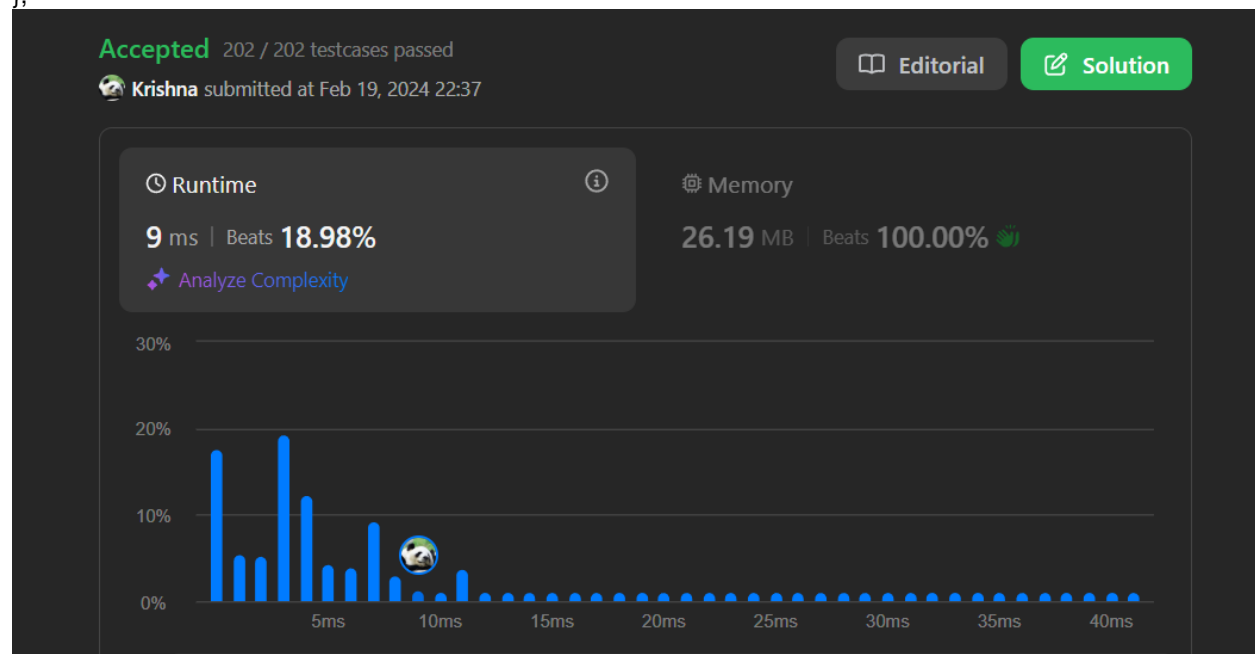 };
Accepted 202 / 202 testcases passed
Editorial
Solution
Krishna submitted at Feb 19, 2024 22:37
Runtime
9 ms | Beats 18.98%
Analyze Complexity
Memory
26.19 MB | Beats 100.00%
30%
20%
10%
0%
5ms 10ms 15ms 20ms 25ms 30ms 35ms 40ms